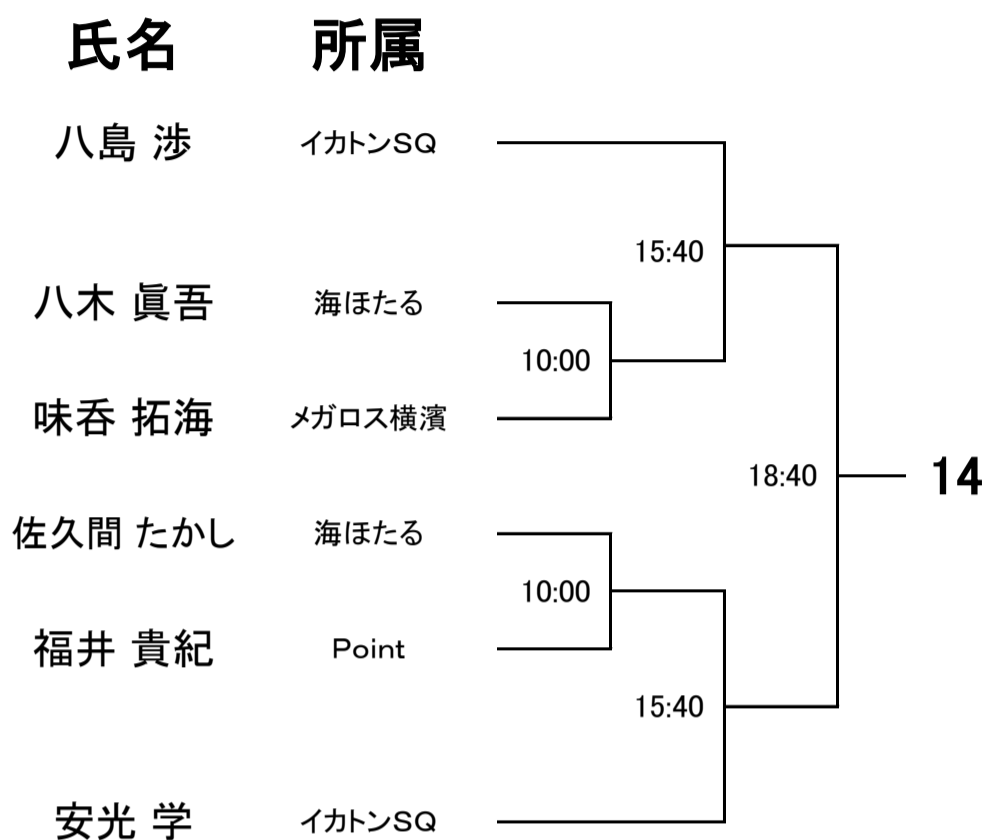 氏名 所属
八島 渉 イカトンSQ
15:40
八木 眞吾 海ほたる
10:00
味呑 拓海 メガロス横濱
18:40 14
佐久間 たかし 海ほたる
10:00
福井 貴紀 Point
15:40
安光 学 イカトンSQ